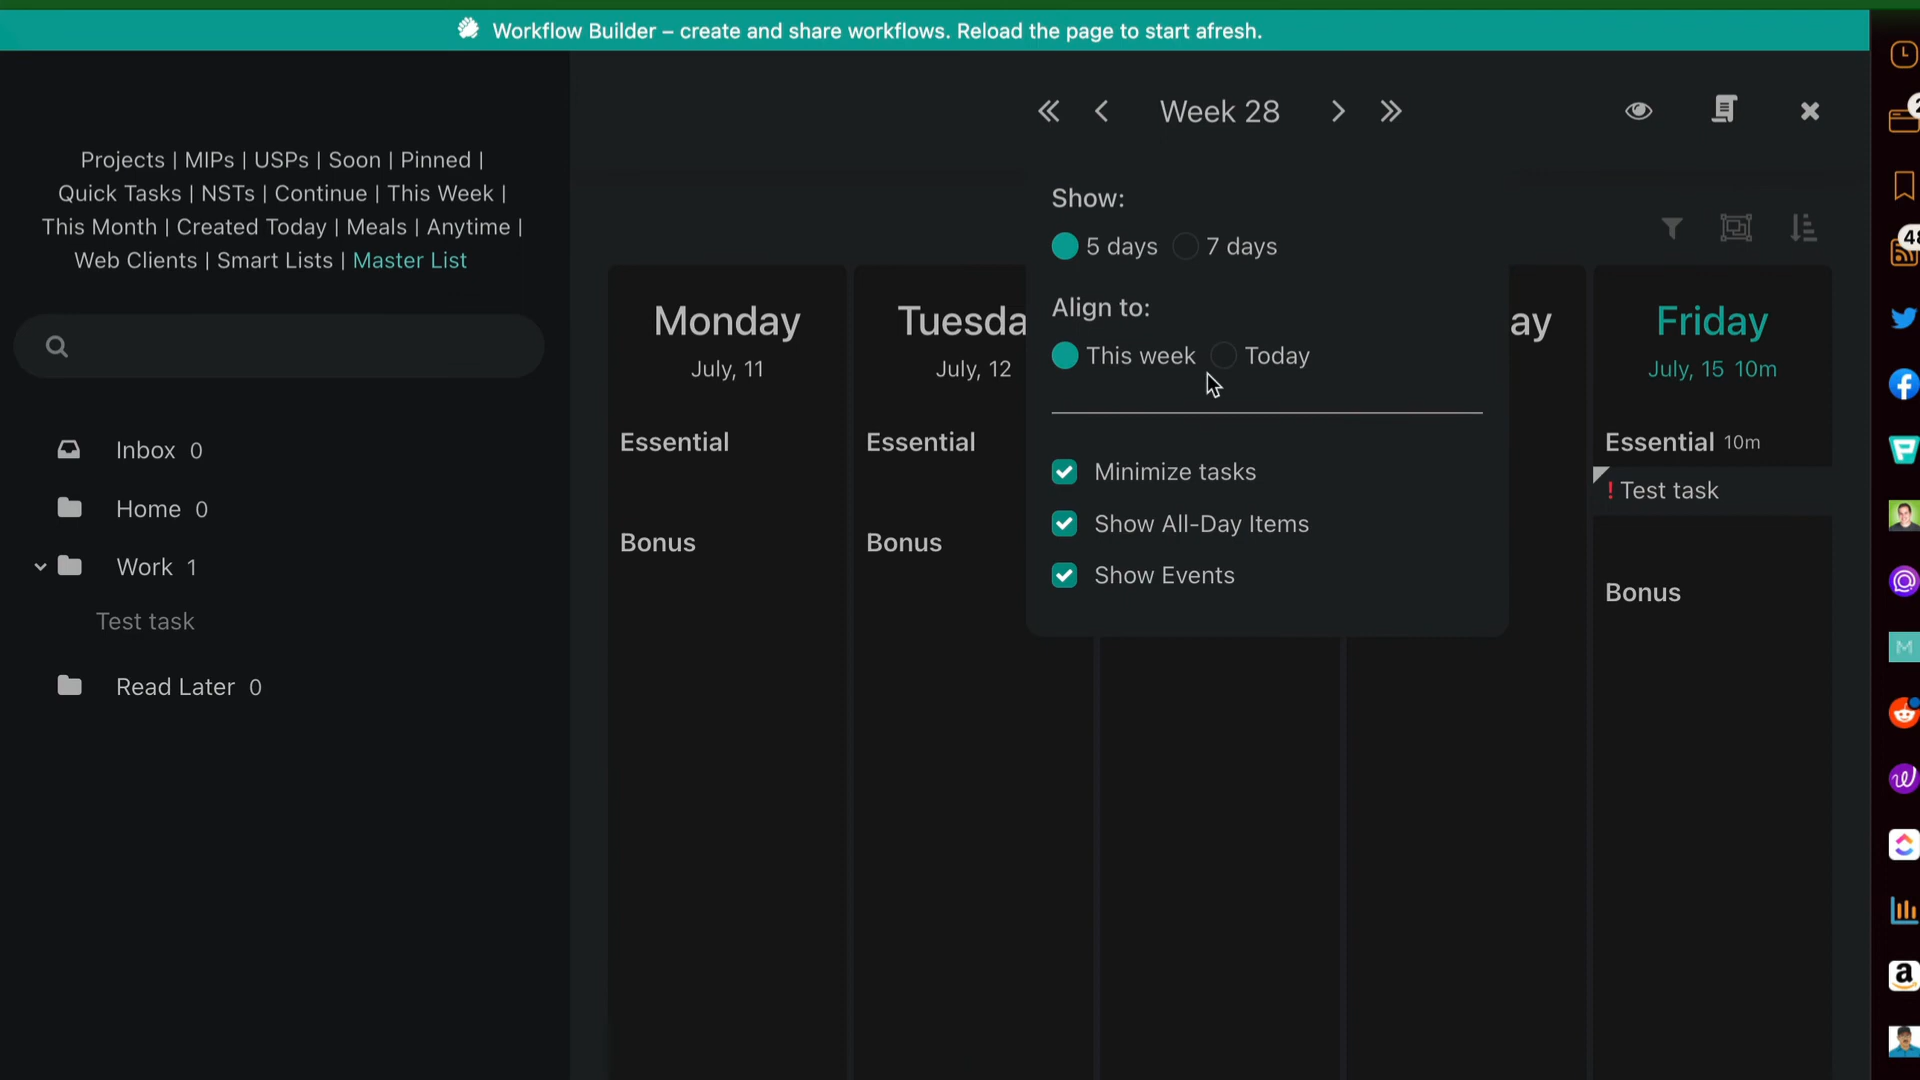 Workflow Builder – create and share workflows. Reload the page to start afresh.
Week 28
Projects | MIPs | USPs | Soon | Pinned |
Quick Tasks | NSTs | Continue | This Week |
This Month | Created Today | Meals | Anytime |
Web Clients | Smart Lists | Master List
Inbox 0
Home 0
Work 1
Test task
Read Later 0
Show:
5 days 7 days
Align to:
This week Today
Minimize tasks
Show All-Day Items
Show Events
Monday
July, 11
Essential
Bonus
Tuesda
July, 12
Essential
Bonus
ay
Friday
July, 15 10m
Essential 10m
! Test task
Bonus